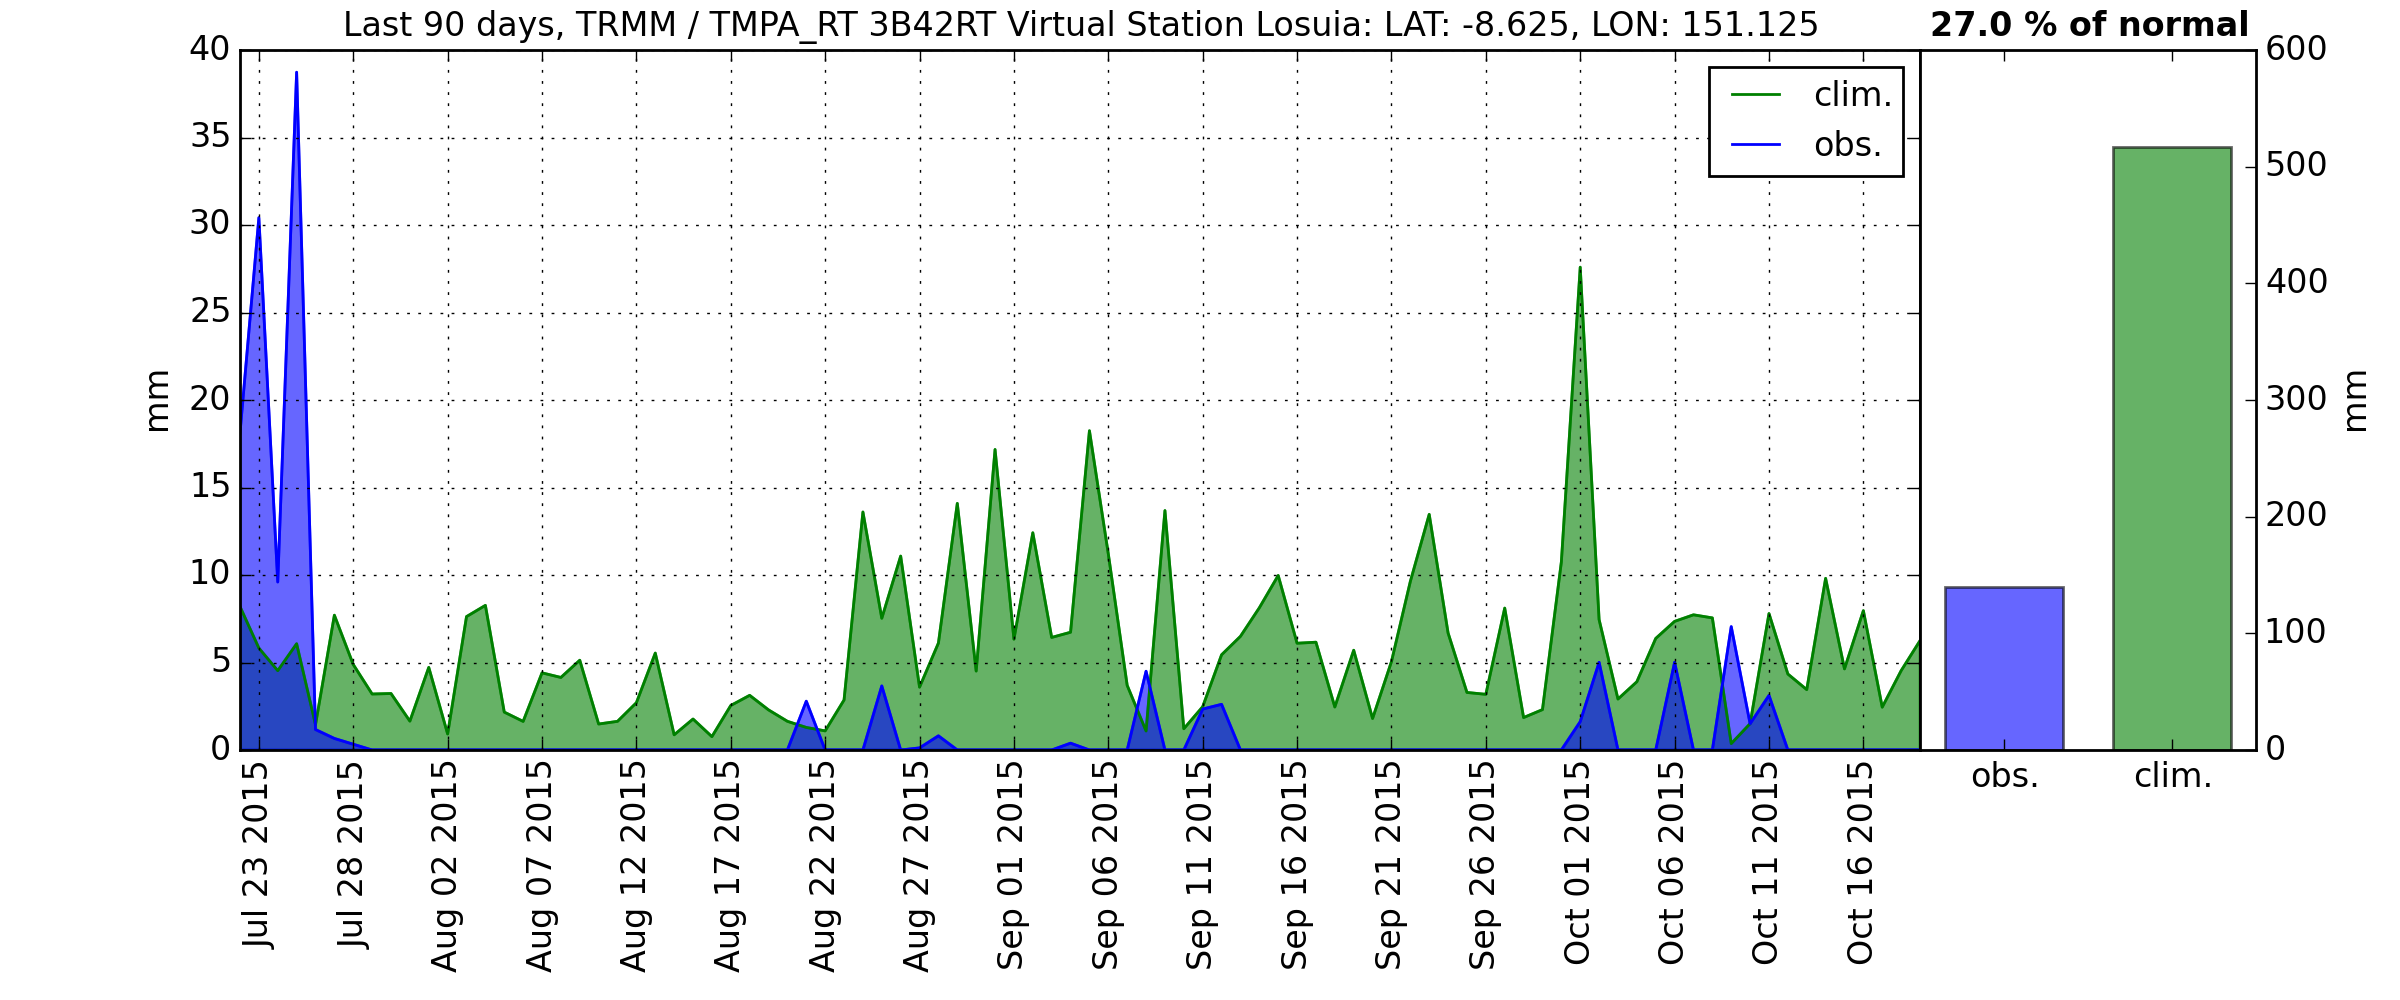 Last 90 days, TRMM / TMPA_RT 3B42RT Virtual Station Losuia: LAT: -8.625, LON: 151.125
27.0 % of normal
40
35
30
25
20
15
10
5
0
mm
clim.
obs.
600
500
400
300
200
100
0
mm
Jul 23 2015
Jul 28 2015
Aug 02 2015
Aug 07 2015
Aug 12 2015
Aug 17 2015
Aug 22 2015
Aug 27 2015
Sep 01 2015
Sep 06 2015
Sep 11 2015
Sep 16 2015
Sep 21 2015
Sep 26 2015
Oct 01 2015
Oct 06 2015
Oct 11 2015
Oct 16 2015
obs.
clim.